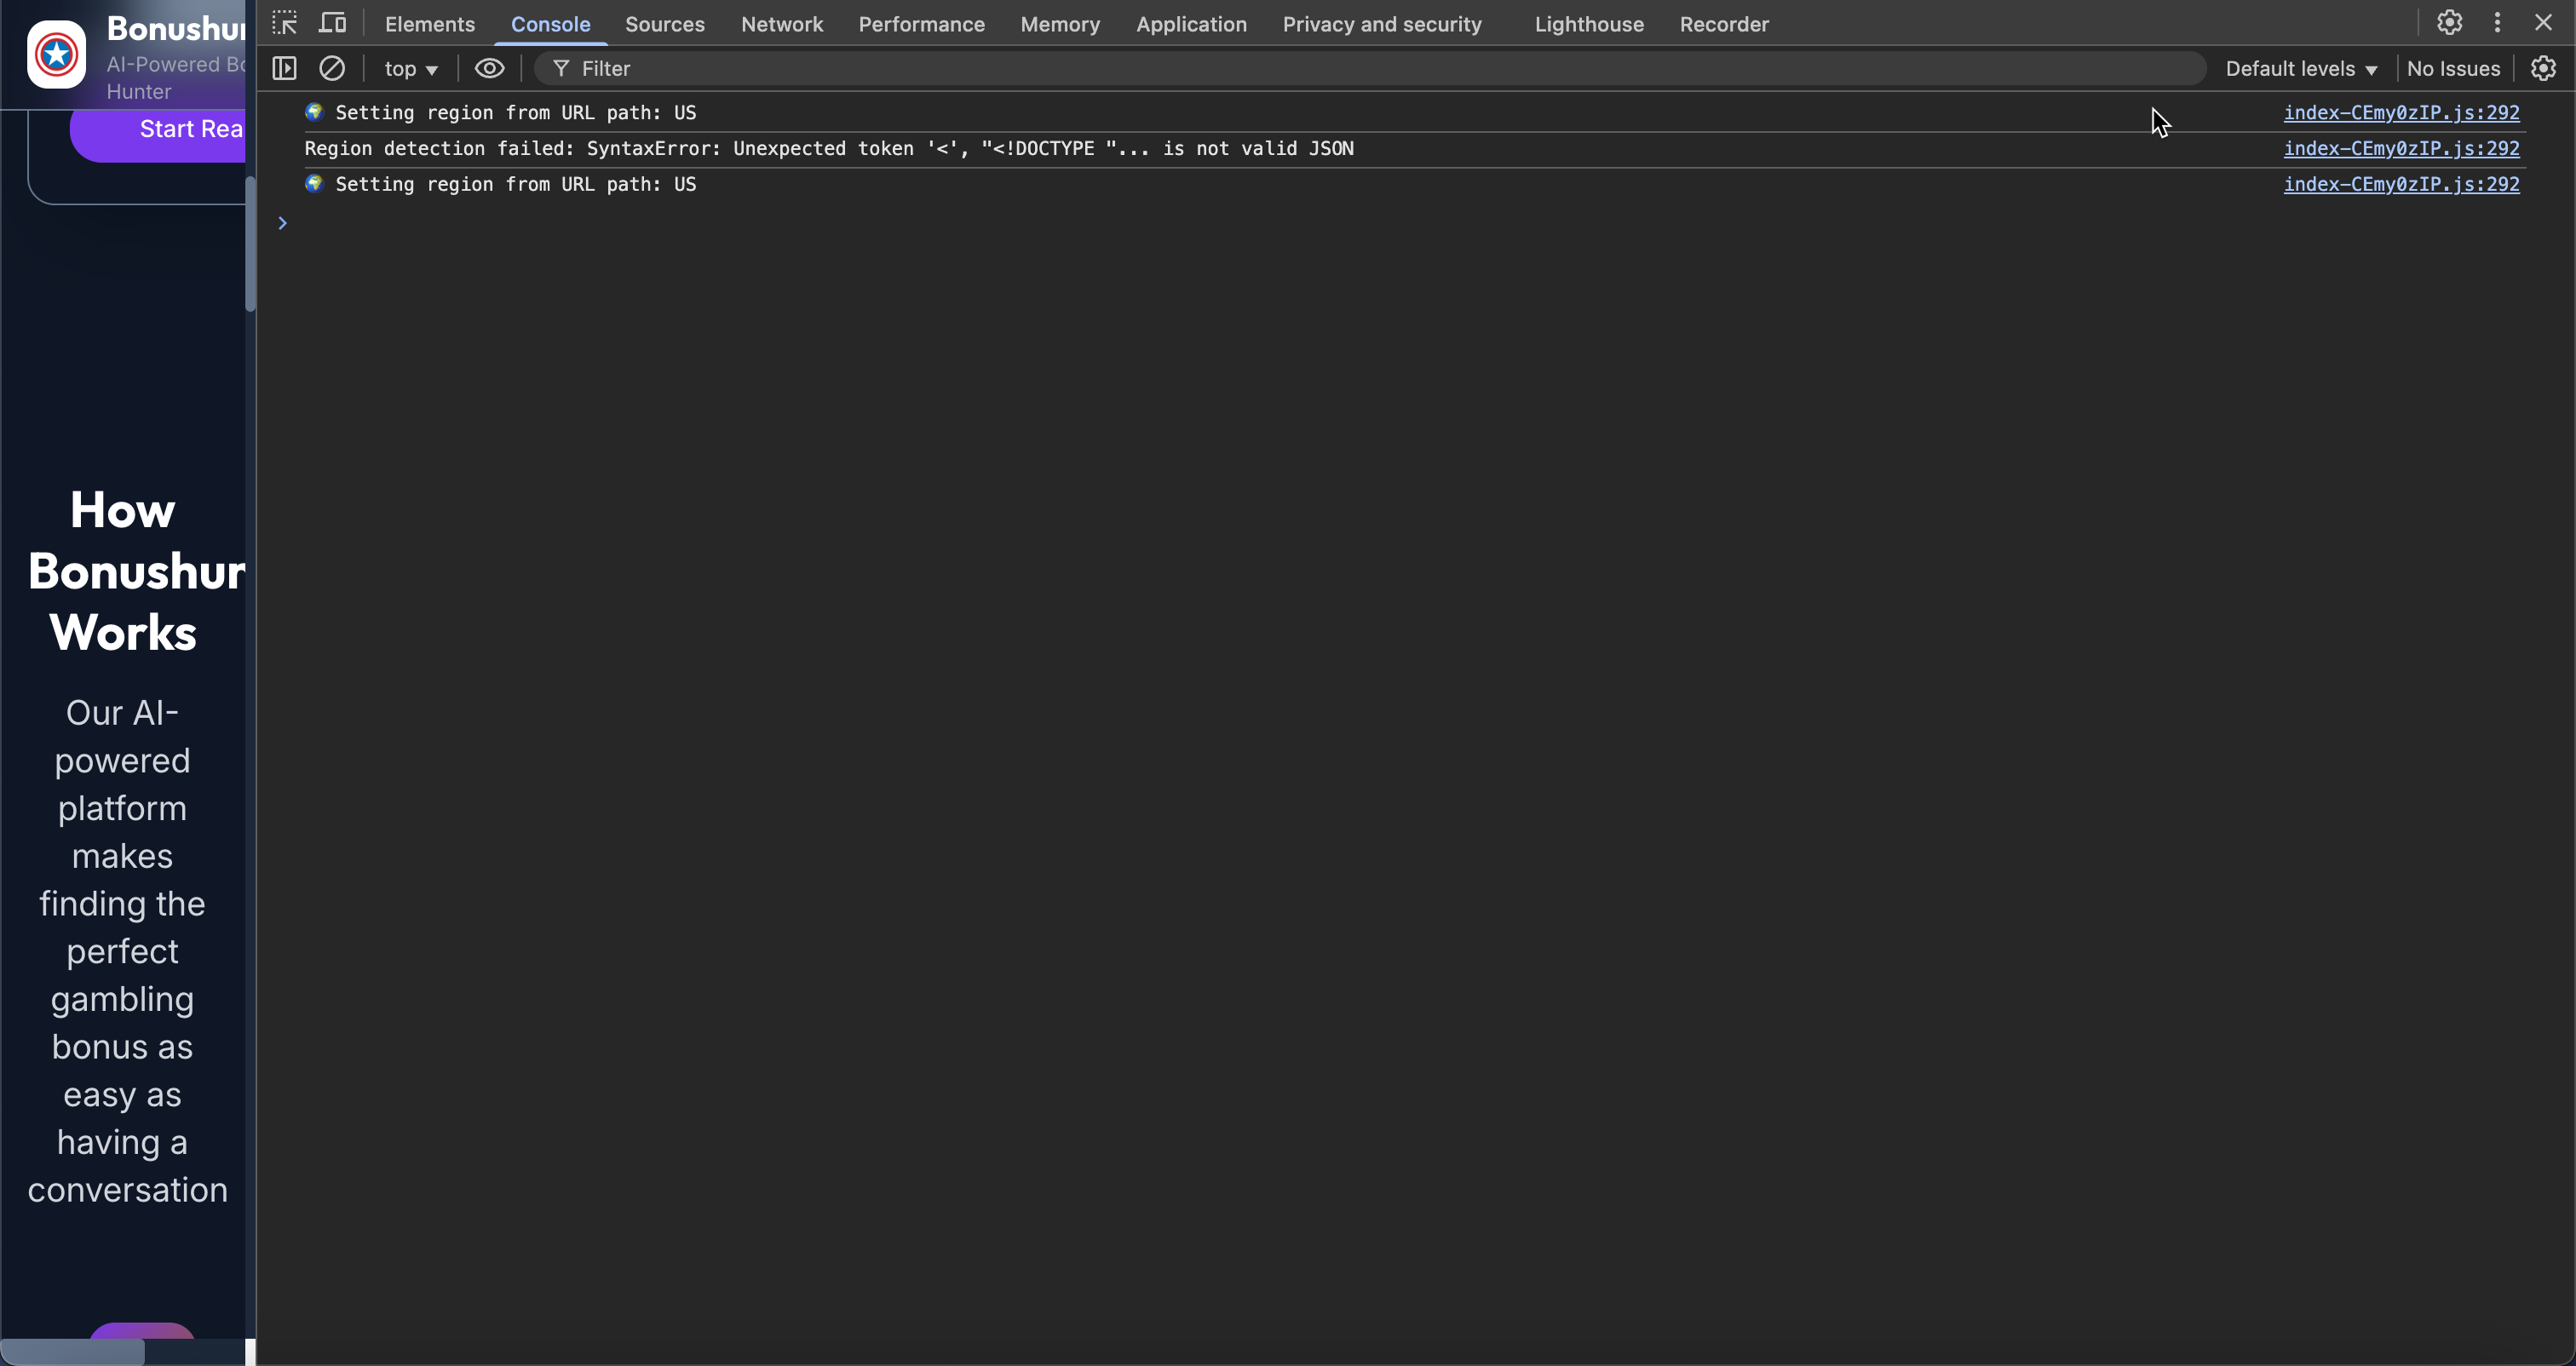 Bonushun
AI-Powered Bo
Hunter
Start Rea
How
Bonushun
Works
Our AI-
powered
platform
makes
finding the
perfect
gambling
bonus as
easy as
having a
conversation
Elements Console Sources Network Performance Memory Application Privacy and security Lighthouse Recorder
top Filter Default levels No Issues
🌍 Setting region from URL path: US index-CEmy0zIP.js:292
Region detection failed: SyntaxError: Unexpected token '<', "<!DOCTYPE "... is not valid JSON index-CEmy0zIP.js:292
🌍 Setting region from URL path: US index-CEmy0zIP.js:292